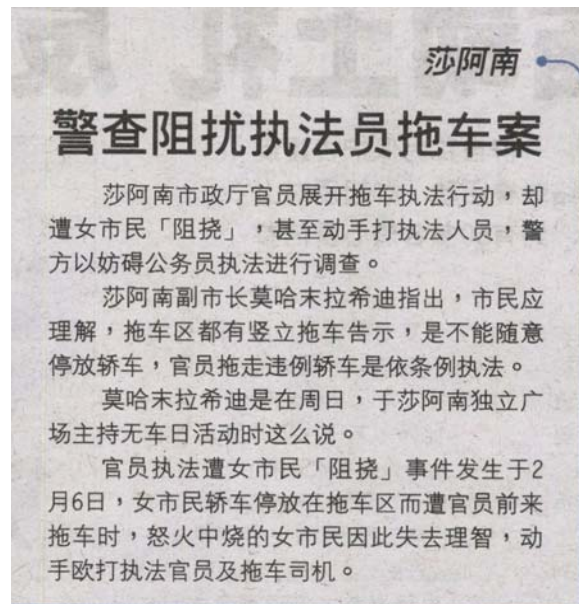 莎阿南
警查阻扰执法员拖车案
莎阿南市政厅官员展开拖车执法行动，却
遭女市民「阻挠」，甚至动手打执法人员，警
方以妨碍公务员执法进行调查。
莎阿南副市长莫哈末拉希迪指出，市民应
理解，拖车区都有竖立拖车告示，是不能随意
停放轿车，官员拖走违例轿车是依条例执法。
莫哈末拉希迪是在周日，于莎阿南独立广
场主持无车日活动时这么说。
官员执法遭女市民「阻挠」事件发生于2
月6日，女市民轿车停放在拖车区而遭官员前来
拖车时，怒火中烧的女市民因此失去理智，动
手欧打执法官员及拖车司机。